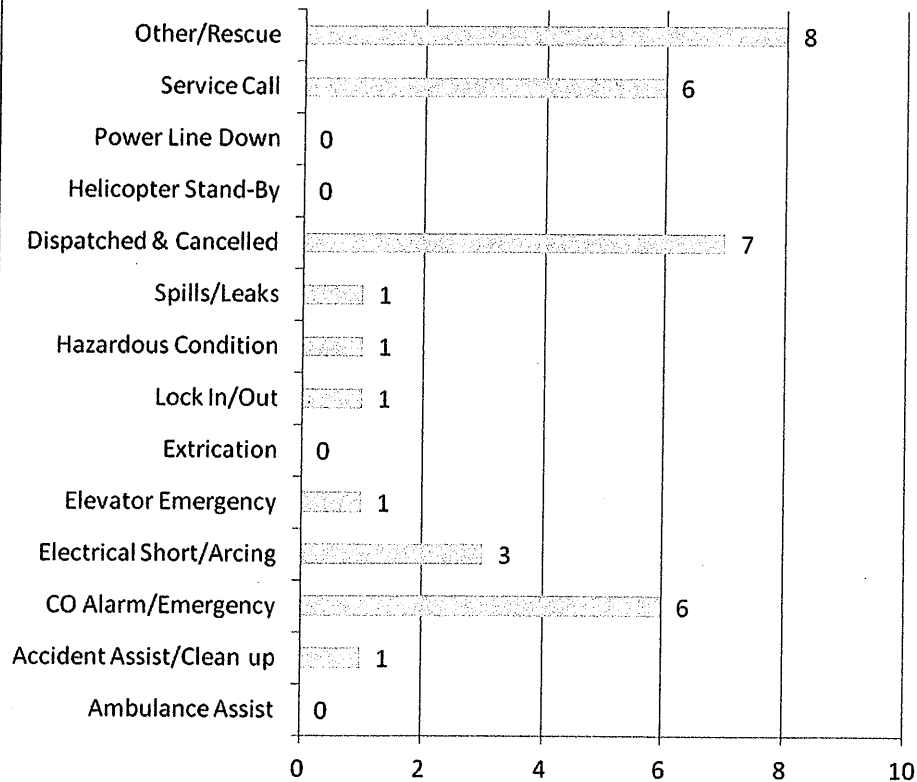 Other/Rescue 8
Service Call 6
Power Line Down 0
Helicopter Stand-By 0
Dispatched & Cancelled 7
Spills/Leaks 1
Hazardous Condition 1
Lock In/Out 1
Extrication 0
Elevator Emergency 1
Electrical Short/Arcing 3
CO Alarm/Emergency 6
Accident Assist/Clean up 1
Ambulance Assist 0
0 2 4 6 8 10